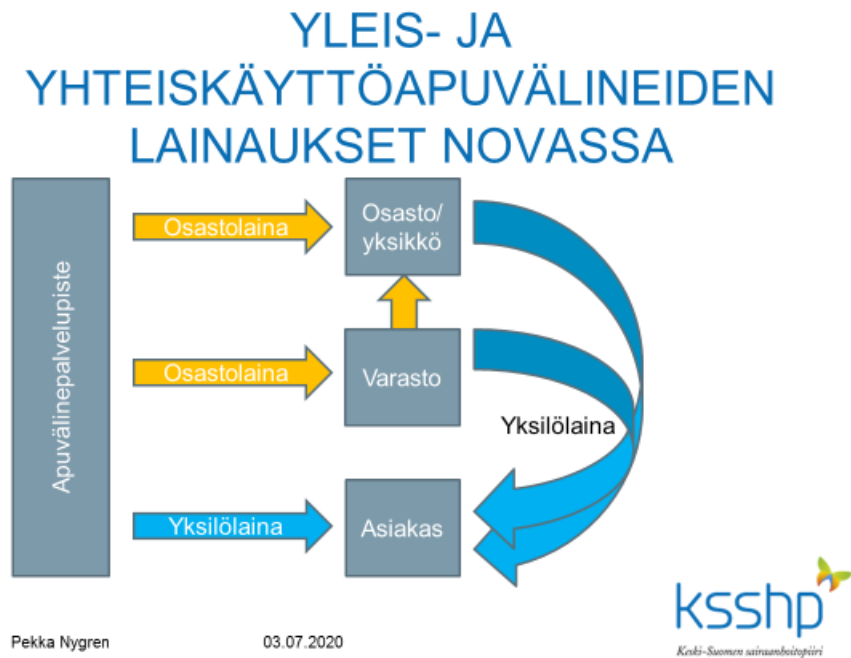 YLEIS- JA
YHTEISKÄYTTÖAPUVÄLINEIDEN
LAINAUKSET NOVASSA
Apuvälinepalvelupiste
Osastolaina
Osasto/
yksikkö
Osastolaina
Varasto
Yksilölaina
Yksilölaina
Asiakas
Pekka Nygren
03.07.2020
ksshp
Keski-Suomen sairaanhoitopiiri